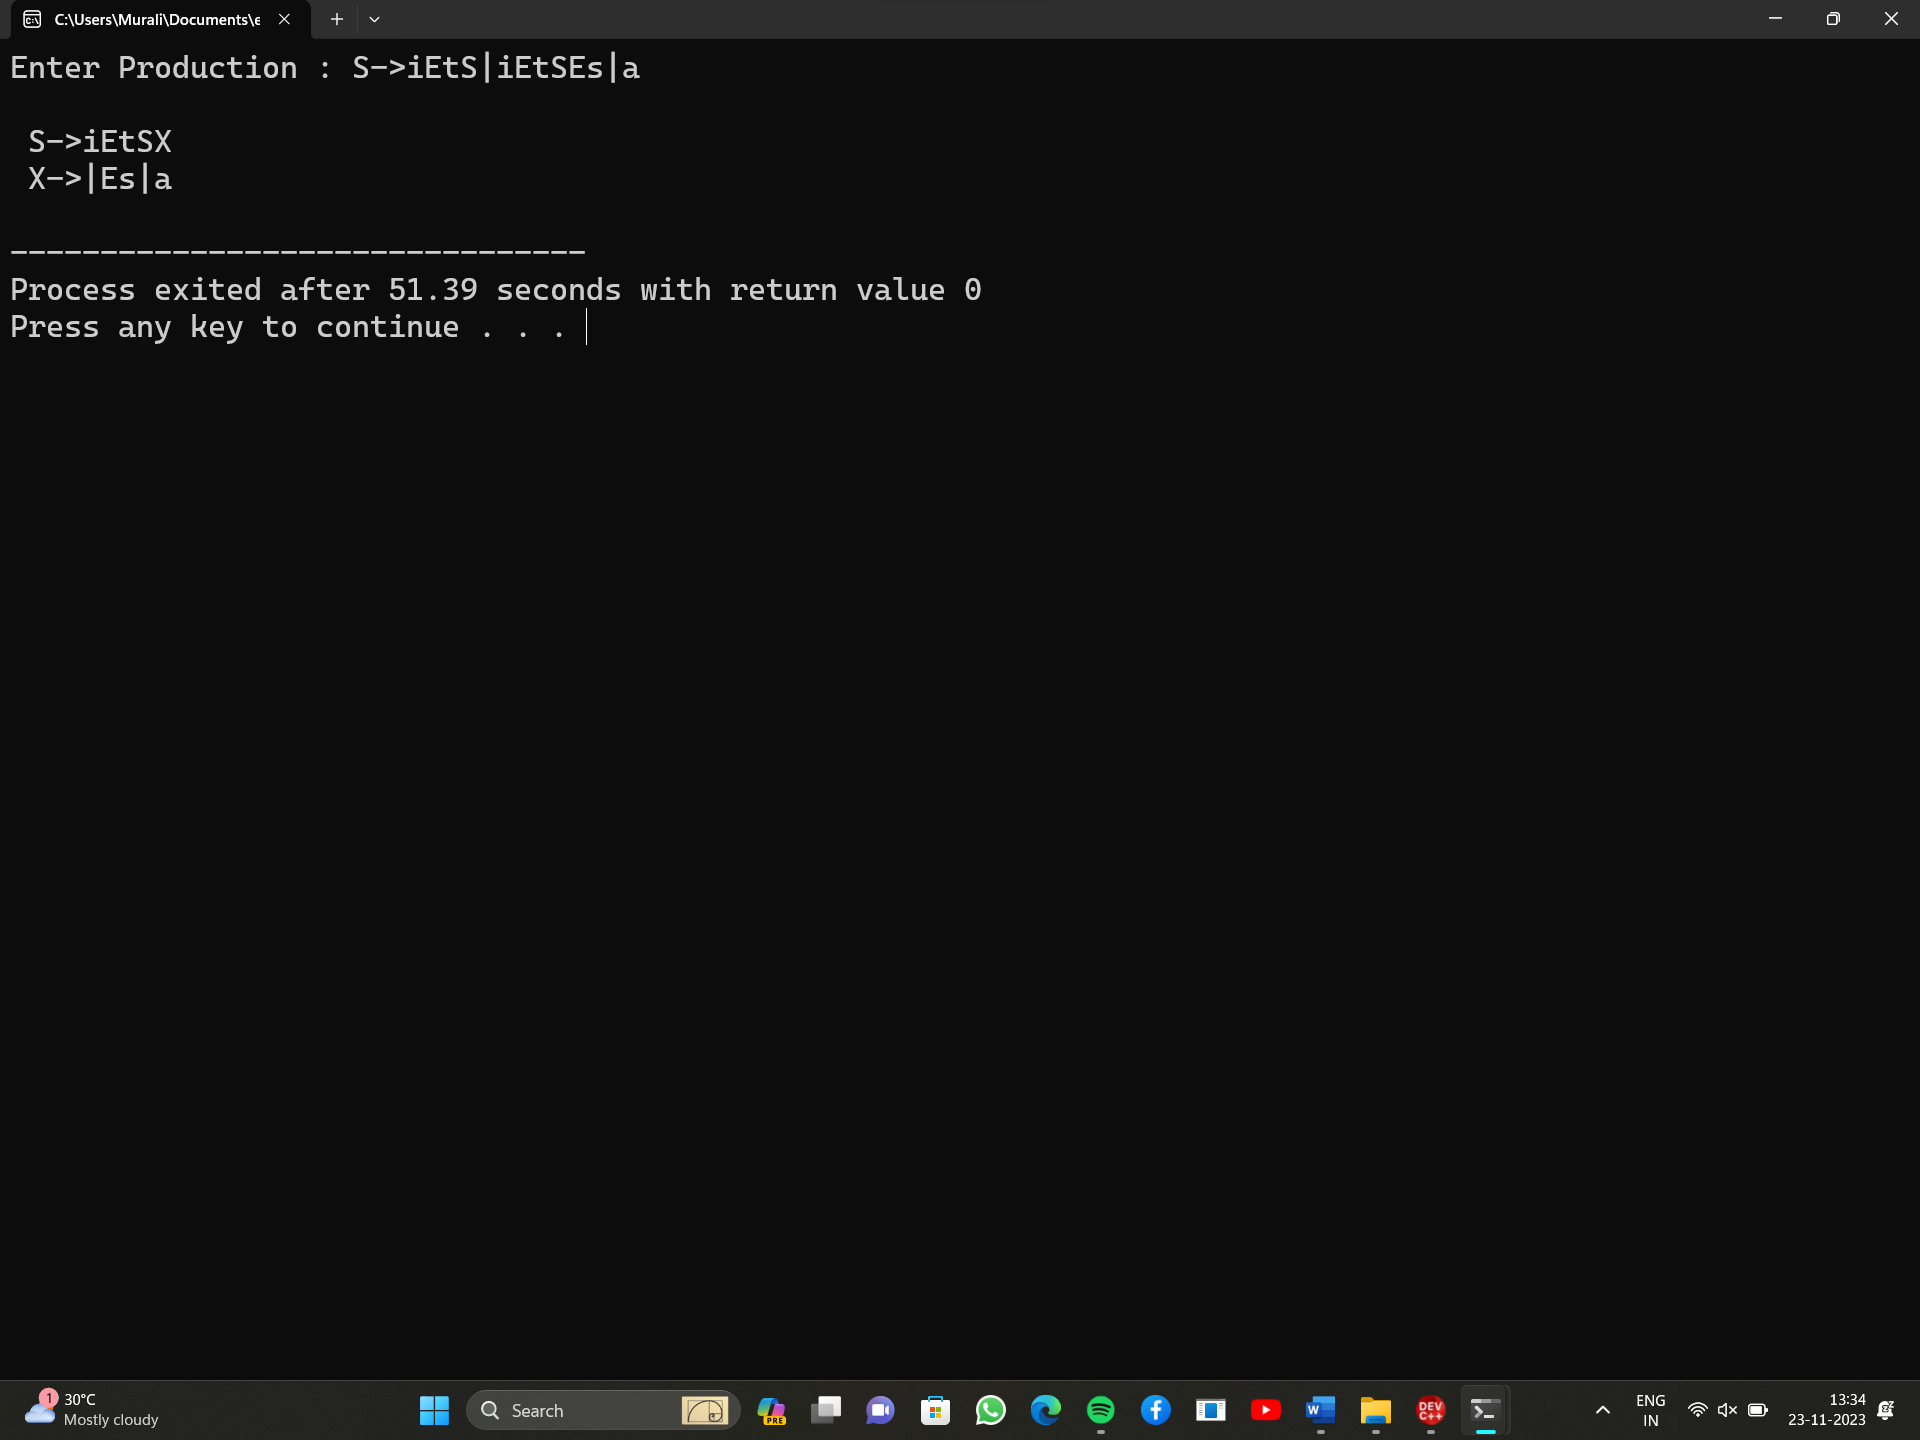 C:\Users\Murali\Documents\e
Enter Production : S->iEtS|iEtSEs|a
S->iEtSX
X->|Es|a
--------------------------------
Process exited after 51.39 seconds with return value 0
Press any key to continue . . .
1
30°C
Mostly cloudy
Search
PRE
W
DEV
C++
ENG
IN
13:34
23-11-2023